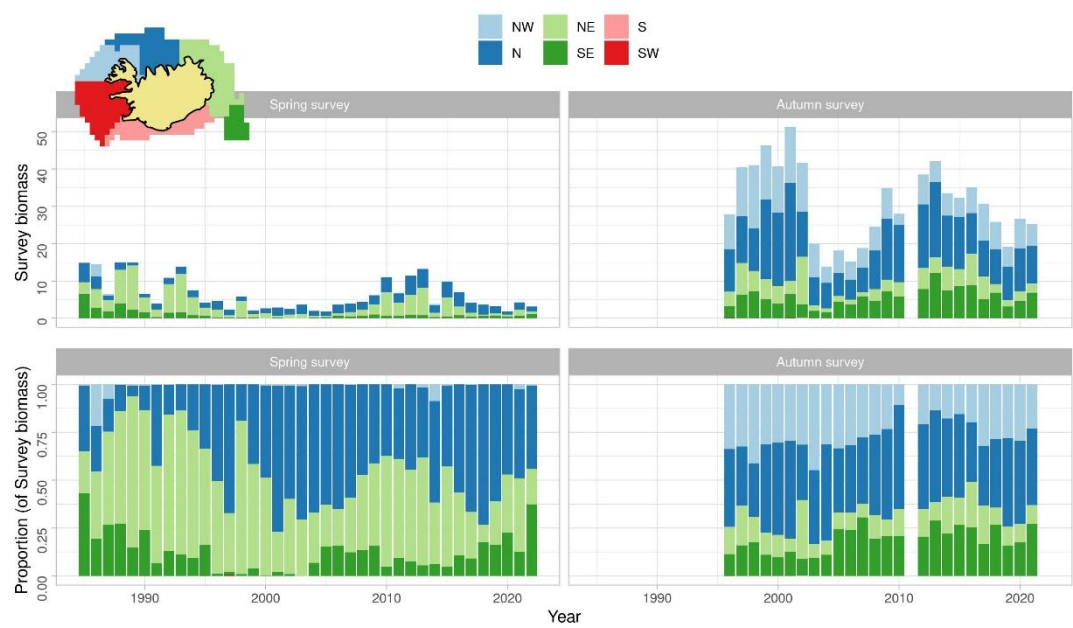 NW NE S
N SE SW
Spring survey Autumn survey
Survey biomass
50
40
30
20
10
0
Spring survey Autumn survey
Proportion (of Survey biomass)
1.00
0.75
0.50
0.25
0.00
1990 2000 2010 2020 1990 2000 2010 2020
Year